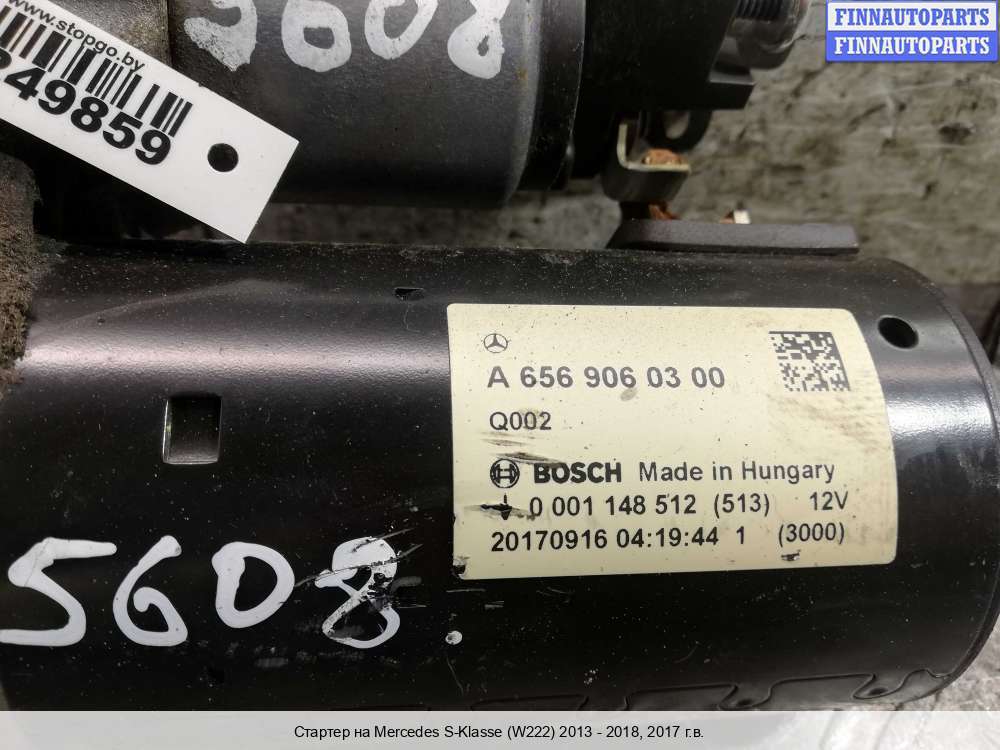 www.stopgo.by
249859
5608
FINNAUTOPARTS
FINNAUTOPARTS
A 656 906 03 00
Q002
BOSCH Made in Hungary
0 001 148 512 (513) 12V
20170916 04:19:44 1 (3000)
5608
Стартер на Mercedes S-Klasse (W222) 2013 - 2018, 2017 г.в.